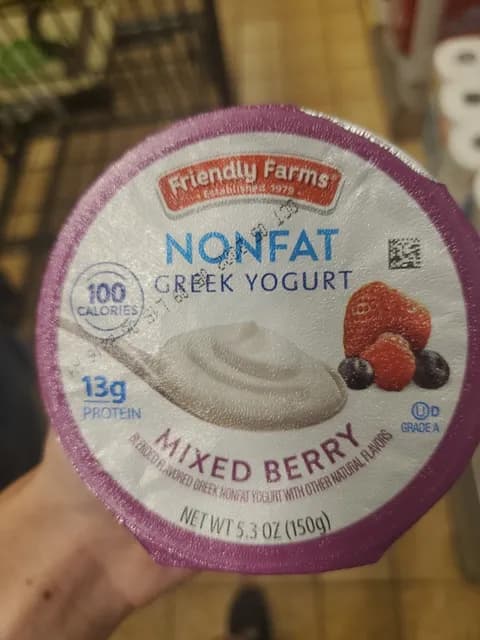 Friendly Farms
Established 1979
NONFAT
GREEK YOGURT
100
CALORIES
13g
PROTEIN
UD
GRADE A
MIXED BERRY
BLENDED FLAVORED GREEK NONFAT YOGURT WITH OTHER NATURAL FLAVORS
NET WT 5.3 OZ (150g)